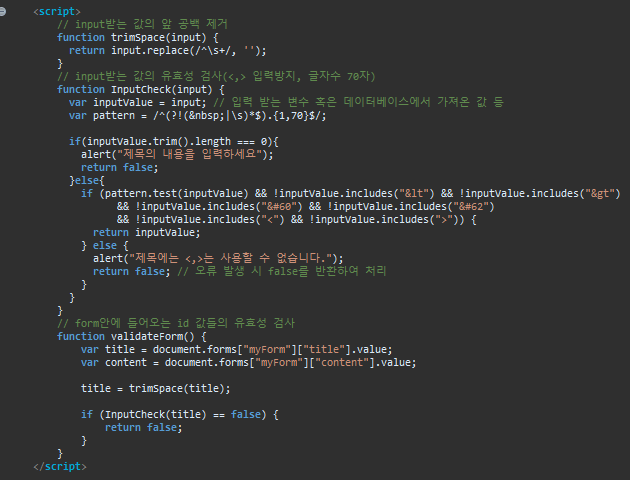 <script>
// input받는 값의 앞 공백 제거
function trimSpace(input) {
return input.replace(/^\s+/, '');
}
// input받는 값의 유효성 검사(<,> 입력방지, 글자수 70자)
function InputCheck(input) {
var inputValue = input; // 입력 받는 변수 혹은 데이터베이스에서 가져온 값 등
var pattern = /^(?!(&nbsp;|\s)*$).{1,70}$/;
if(inputValue.trim().length === 0){
alert("제목의 내용을 입력하세요");
return false;
}else{
if (pattern.test(inputValue) && !inputValue.includes("&lt") && !inputValue.includes("&gt")
&& !inputValue.includes("&#60") && !inputValue.includes("&#62")
&& !inputValue.includes("<") && !inputValue.includes(">")) {
return inputValue;
} else {
alert("제목에는 <,>는 사용할 수 없습니다.");
return false; // 오류 발생 시 false를 반환하여 처리
}
}
}
// form안에 들어오는 id 값들의 유효성 검사
function validateForm() {
var title = document.forms["myForm"]["title"].value;
var content = document.forms["myForm"]["content"].value;
title = trimSpace(title);
if (InputCheck(title) == false) {
return false;
}
}
</script>